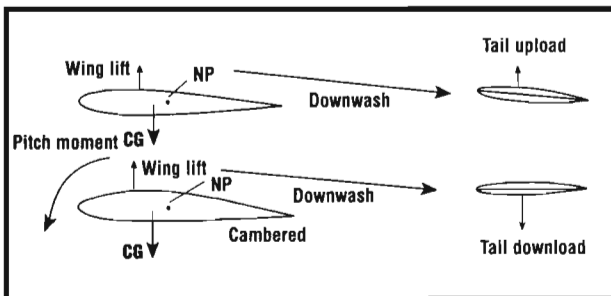 Tail upload
Wing lift
NP
Downwash
Pitch moment
CG
Wing lift
NP
Downwash
Cambered
CG
Tail download